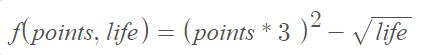 f(points, life) = (points * 3 )² − √life